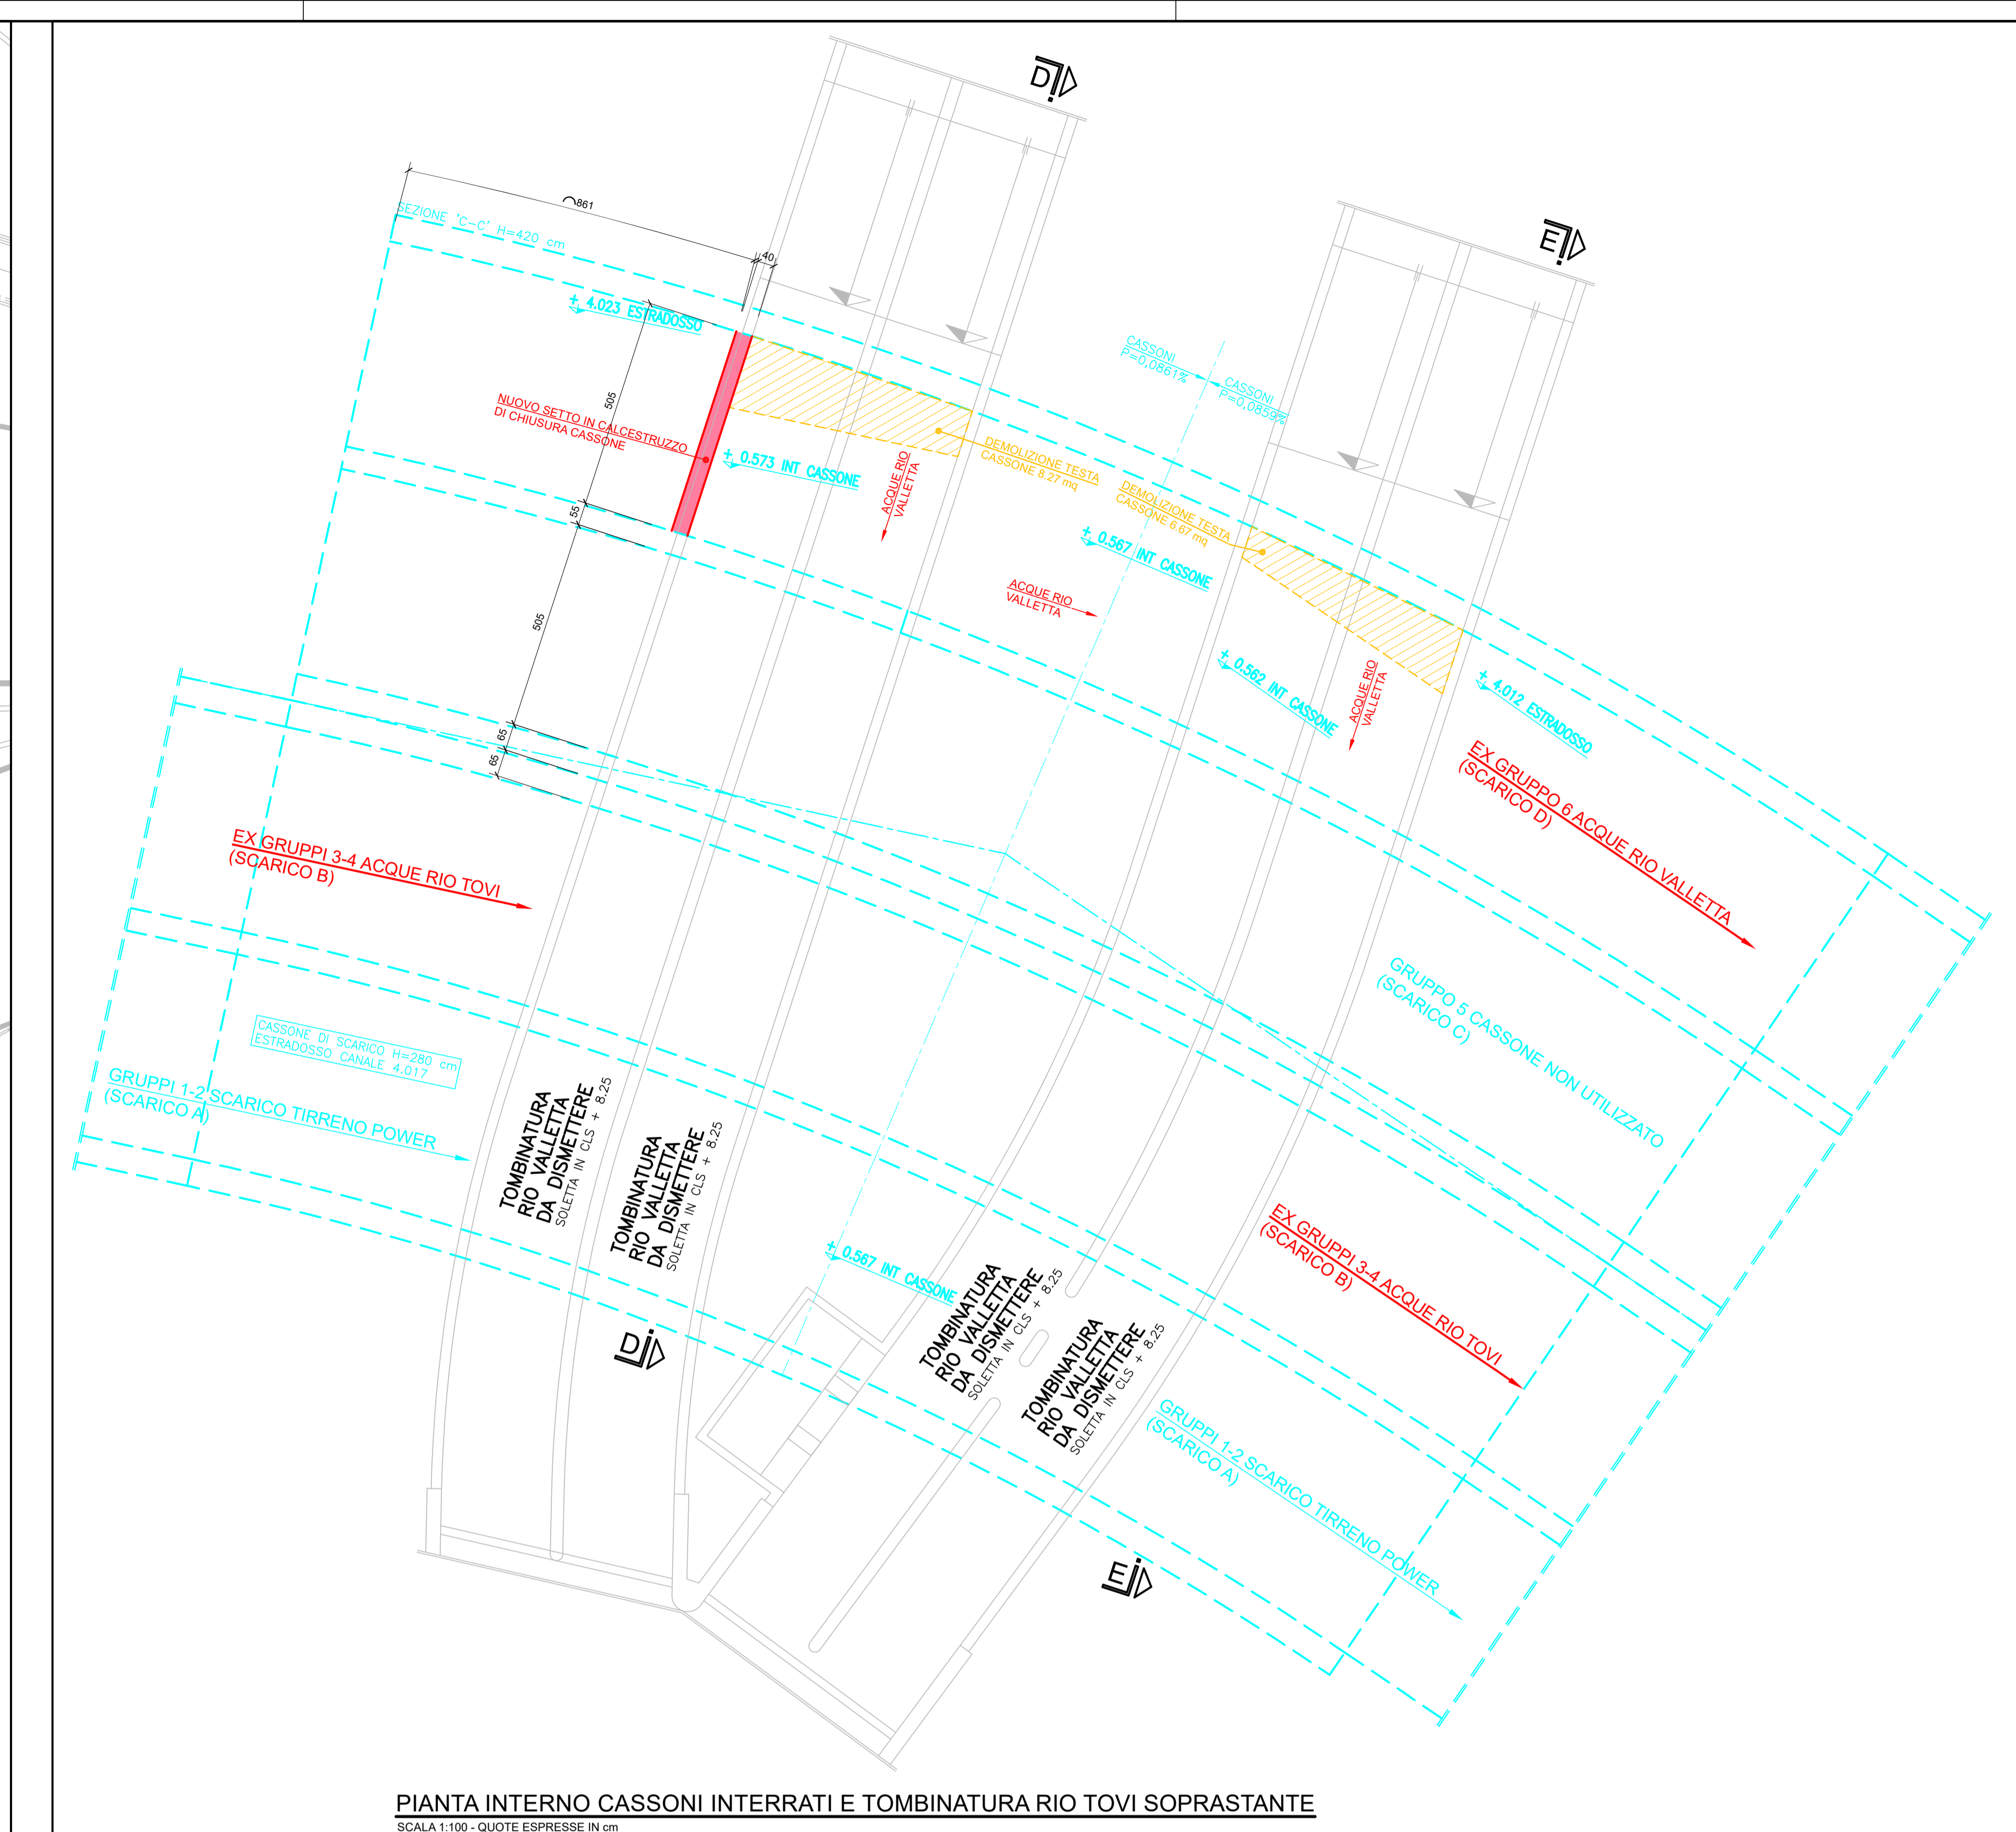 D
E
861
40
SEZIONE 'C-C' H=420 cm
+ 4.023 ESTRADOSSO
505
NUOVO SETTO IN CALCESTRUZZO
DI CHIUSURA CASSONE
+ 0.573 INT CASSONE
ACQUE RIO
VALLETTA
CASSONI
P=0,0861%
CASSONI
P=0,0859%
DEMOLIZIONE TESTA
CASSONE 8.27 mq
DEMOLIZIONE TESTA
CASSONE 6.67 mq
+ 0.567 INT CASSONE
55
505
ACQUE RIO
VALLETTA
+ 0.562 INT CASSONE
ACQUE RIO
VALLETTA
+ 4.012 ESTRADOSSO
65
65
EX GRUPPO 6 ACQUE RIO VALLETTA
(SCARICO D)
EX GRUPPI 3-4 ACQUE RIO TOVI
(SCARICO B)
GRUPPO 5 CASSONE NON UTILIZZATO
(SCARICO C)
CASSONE DI SCARICO H=280 cm
ESTRADOSSO CANALE 4.017
GRUPPI 1-2 SCARICO TIRRENO POWER
(SCARICO A)
TOMBINATURA
RIO VALLETTA
DA DISMETTERE
SOLETTA IN CLS + 8.25
TOMBINATURA
RIO VALLETTA
DA DISMETTERE
SOLETTA IN CLS + 8.25
+ 0.567 INT CASSONE
TOMBINATURA
RIO VALLETTA
DA DISMETTERE
SOLETTA IN CLS + 8.25
TOMBINATURA
RIO VALLETTA
DA DISMETTERE
SOLETTA IN CLS + 8.25
EX GRUPPI 3-4 ACQUE RIO TOVI
(SCARICO B)
GRUPPI 1-2 SCARICO TIRRENO POWER
(SCARICO A)
D
E
PIANTA INTERNO CASSONI INTERRATI E TOMBINATURA RIO TOVI SOPRASTANTE
SCALA 1:100 - QUOTE ESPRESSE IN cm